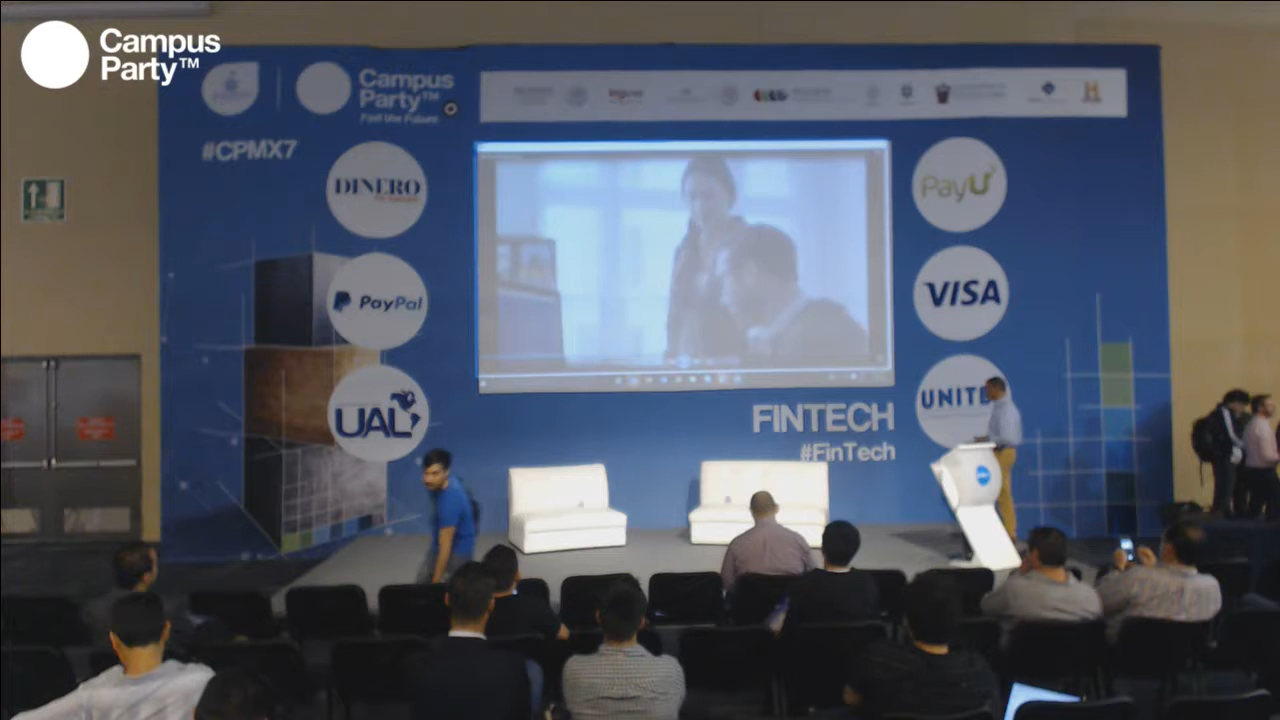 Campus
Party™
Campus
Party™
Feel the Future
#CPMX7
DINERO
PayPal
UAL
PayU
VISA
UNITE
FINTECH
#FinTech